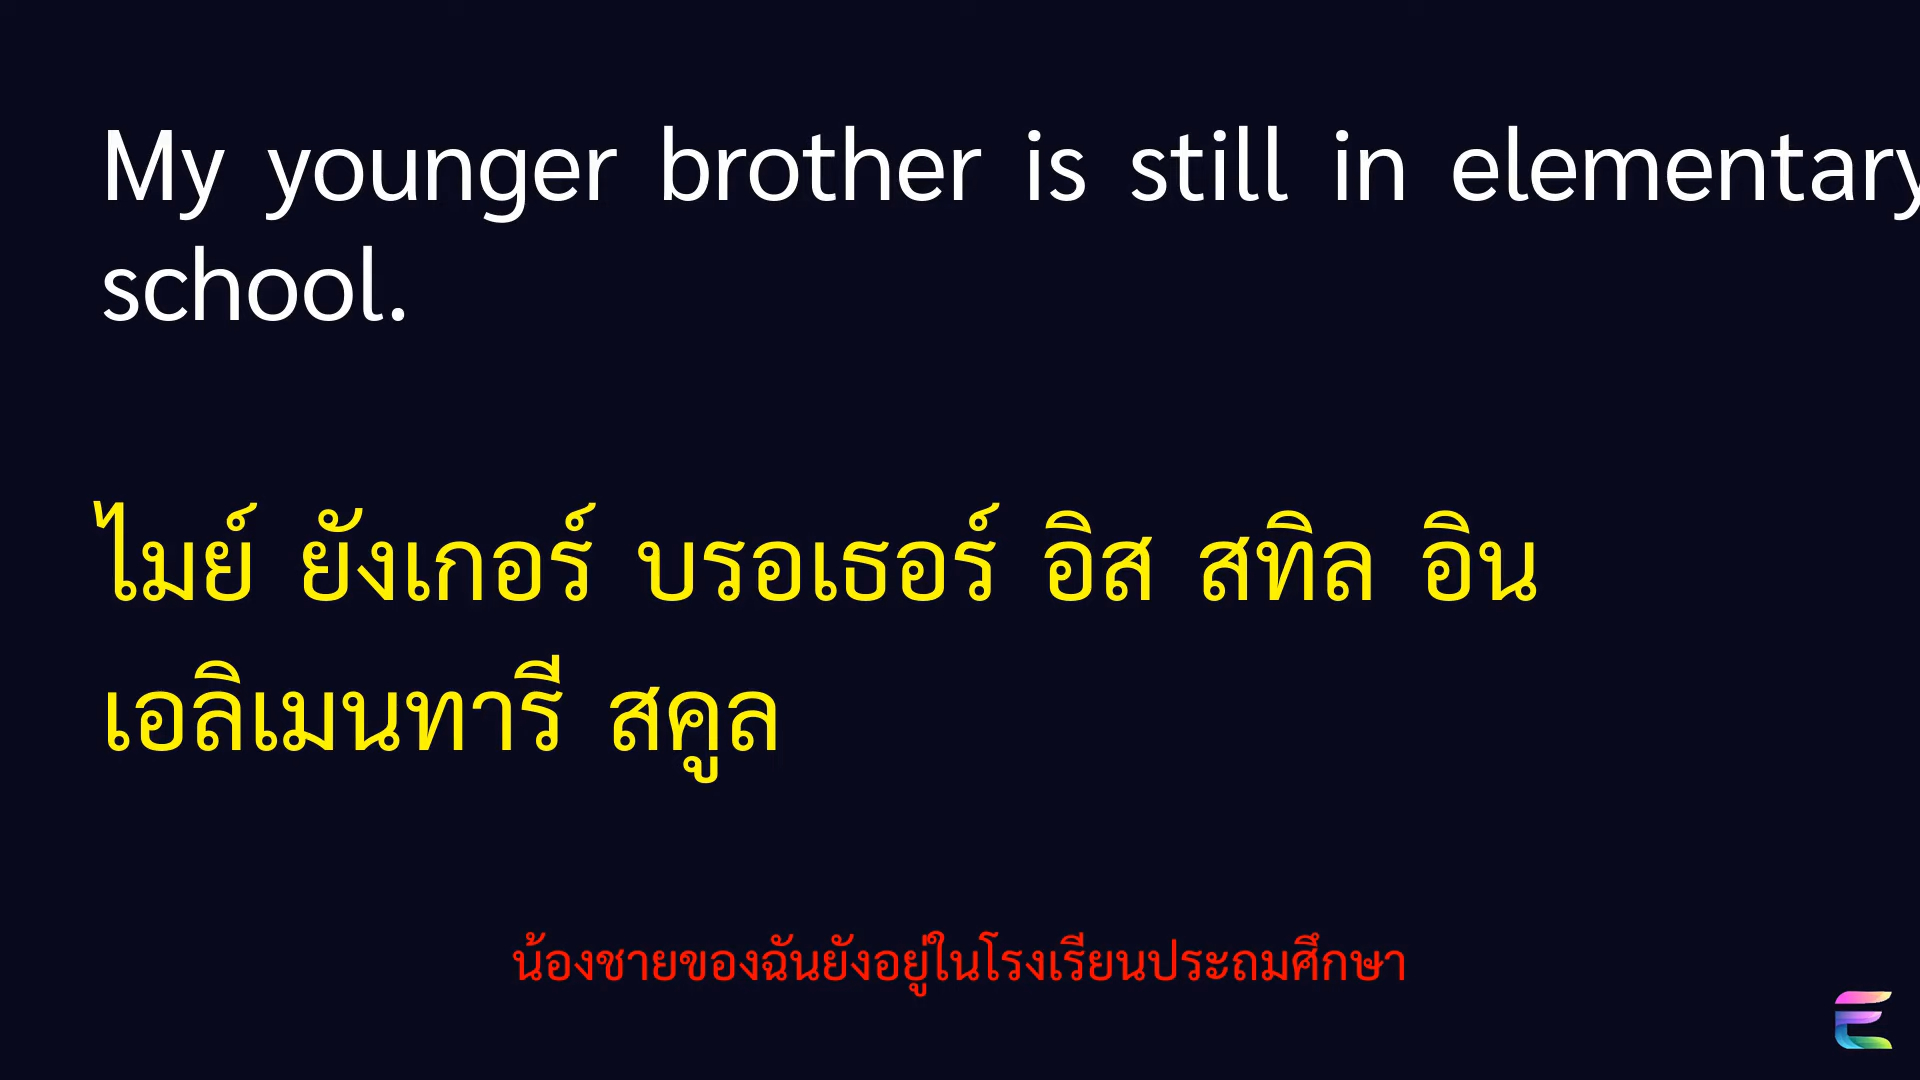 My younger brother is still in elementary
school.
ไมย์ ยังเกอร์ บรอเธอร์ อิส สทิล อิน
เอลิเมนทารี สคูล
น้องชายของฉันยังอยู่ในโรงเรียนประถมศึกษา